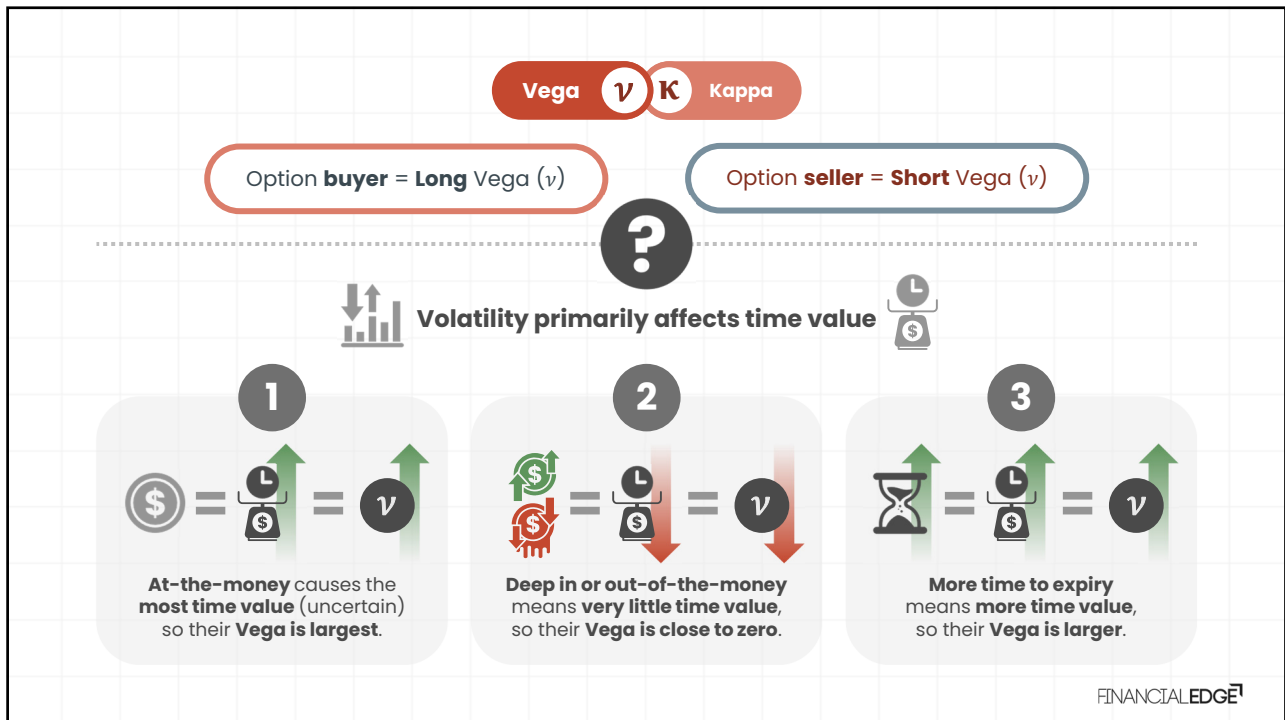 Vega ν K Kappa
Option buyer = Long Vega (ν)
Option seller = Short Vega (ν)
?
Volatility primarily affects time value
$
1
2
3
$ = $ = ν
$ $ = $ = ν
= $ = ν
At-the-money causes the
most time value (uncertain)
so their Vega is largest.
Deep in or out-of-the-money
means very little time value,
so their Vega is close to zero.
More time to expiry
means more time value,
so their Vega is larger.
FINANCIALEDGE